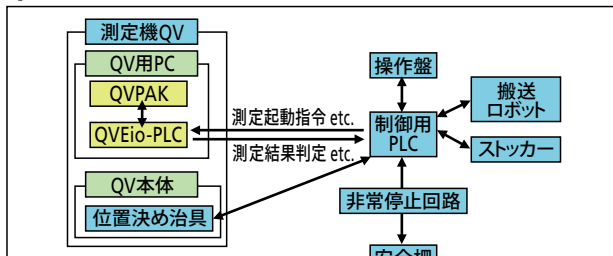 測定機QV
QV用PC
QVPAK
QVEio-PLC
測定起動指令 etc.
測定結果判定 etc.
QV本体
位置決め治具
操作盤
制御用
PLC
搬送
ロボット
ストッカー
非常停止回路
安全柵